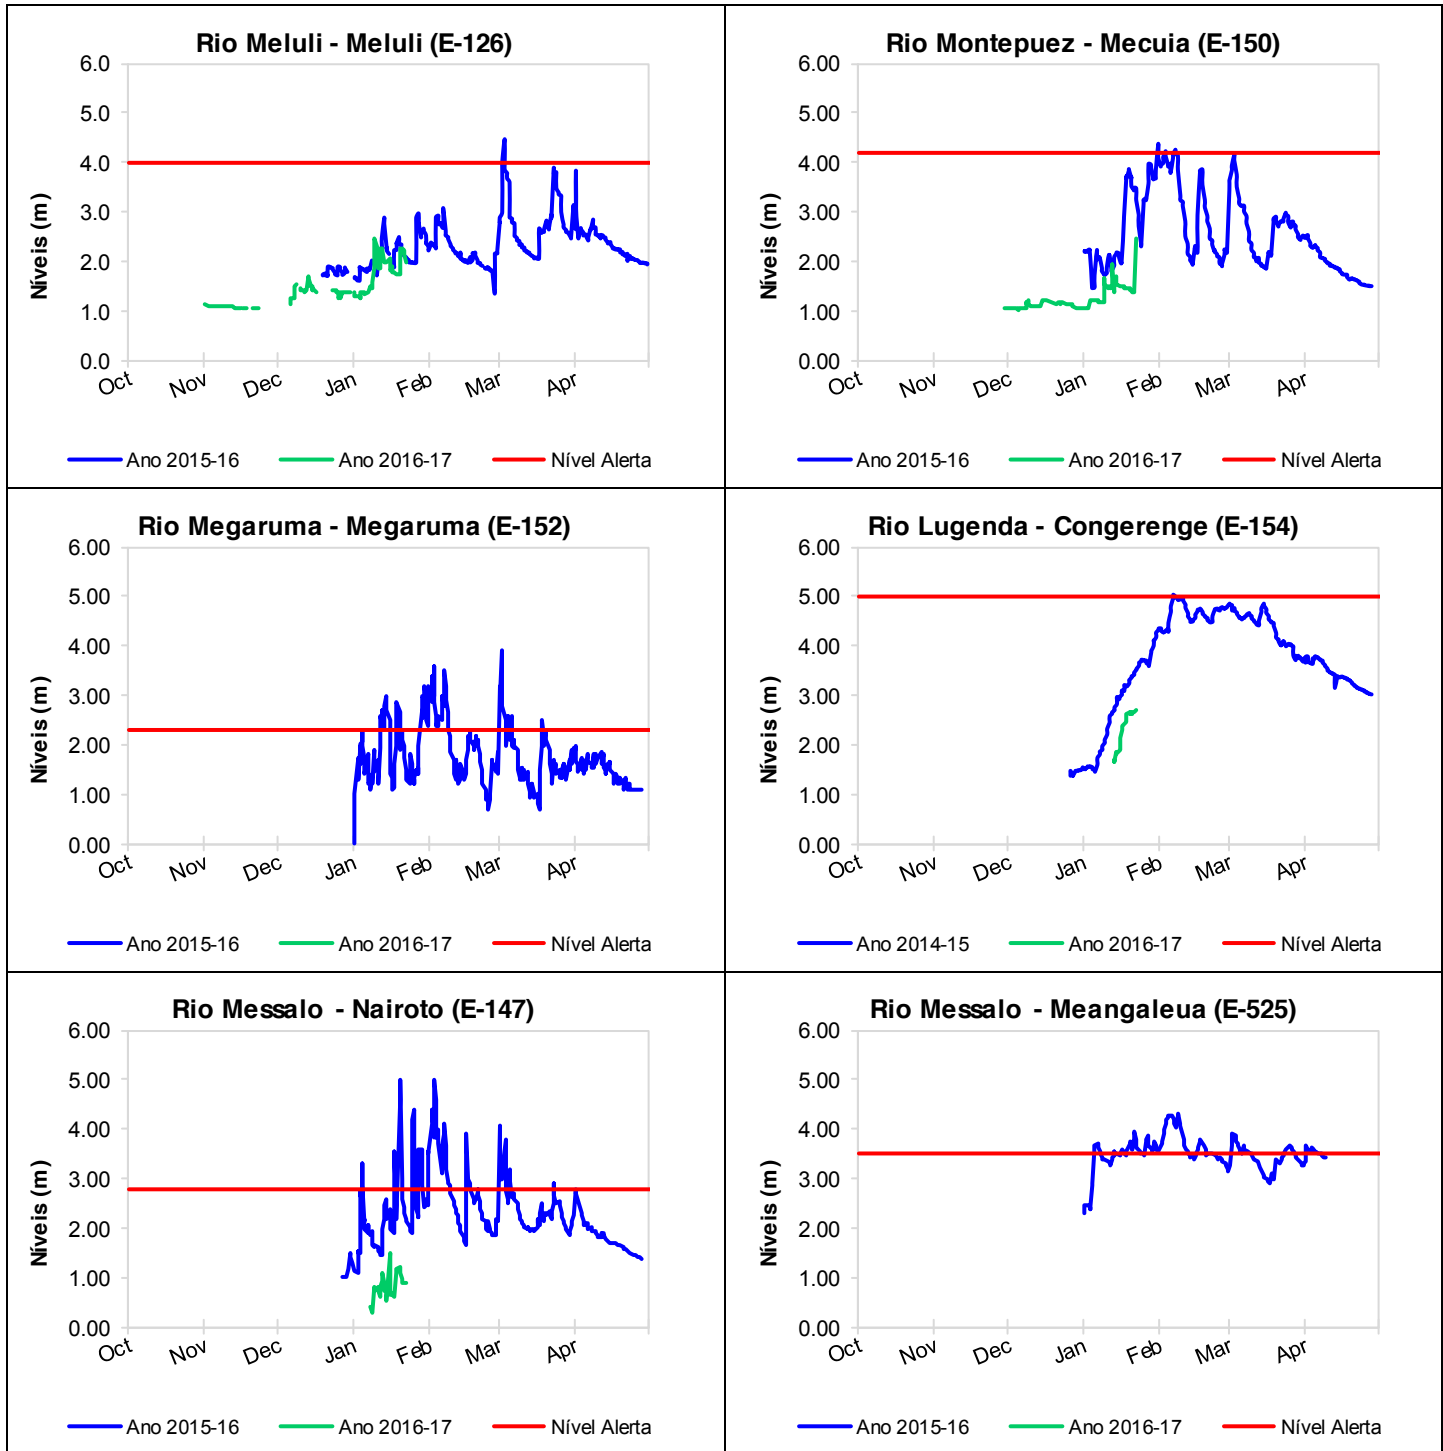 Rio Meluli - Meluli (E-126)
Níveis (m)
6.0
5.0
4.0
3.0
2.0
1.0
0.0
Oct Nov Dec Jan Feb Mar Apr
Ano 2015-16 Ano 2016-17 Nível Alerta
Rio Montepuez - Mecuia (E-150)
Níveis (m)
6.00
5.00
4.00
3.00
2.00
1.00
0.00
Oct Nov Dec Jan Feb Mar Apr
Ano 2015-16 Ano 2016-17 Nível Alerta
Rio Megaruma - Megaruma (E-152)
Níveis (m)
6.00
5.00
4.00
3.00
2.00
1.00
0.00
Oct Nov Dec Jan Feb Mar Apr
Ano 2015-16 Ano 2016-17 Nível Alerta
Rio Lugenda - Congerenge (E-154)
Níveis (m)
6.00
5.00
4.00
3.00
2.00
1.00
0.00
Oct Nov Dec Jan Feb Mar Apr
Ano 2014-15 Ano 2016-17 Nível Alerta
Rio Messalo - Nairoto (E-147)
Níveis (m)
6.00
5.00
4.00
3.00
2.00
1.00
0.00
Oct Nov Dec Jan Feb Mar Apr
Ano 2015-16 Ano 2016-17 Nível Alerta
Rio Messalo - Meangaleua (E-525)
Níveis (m)
6.00
5.00
4.00
3.00
2.00
1.00
0.00
Oct Nov Dec Jan Feb Mar Apr
Ano 2015-16 Ano 2016-17 Nível Alerta